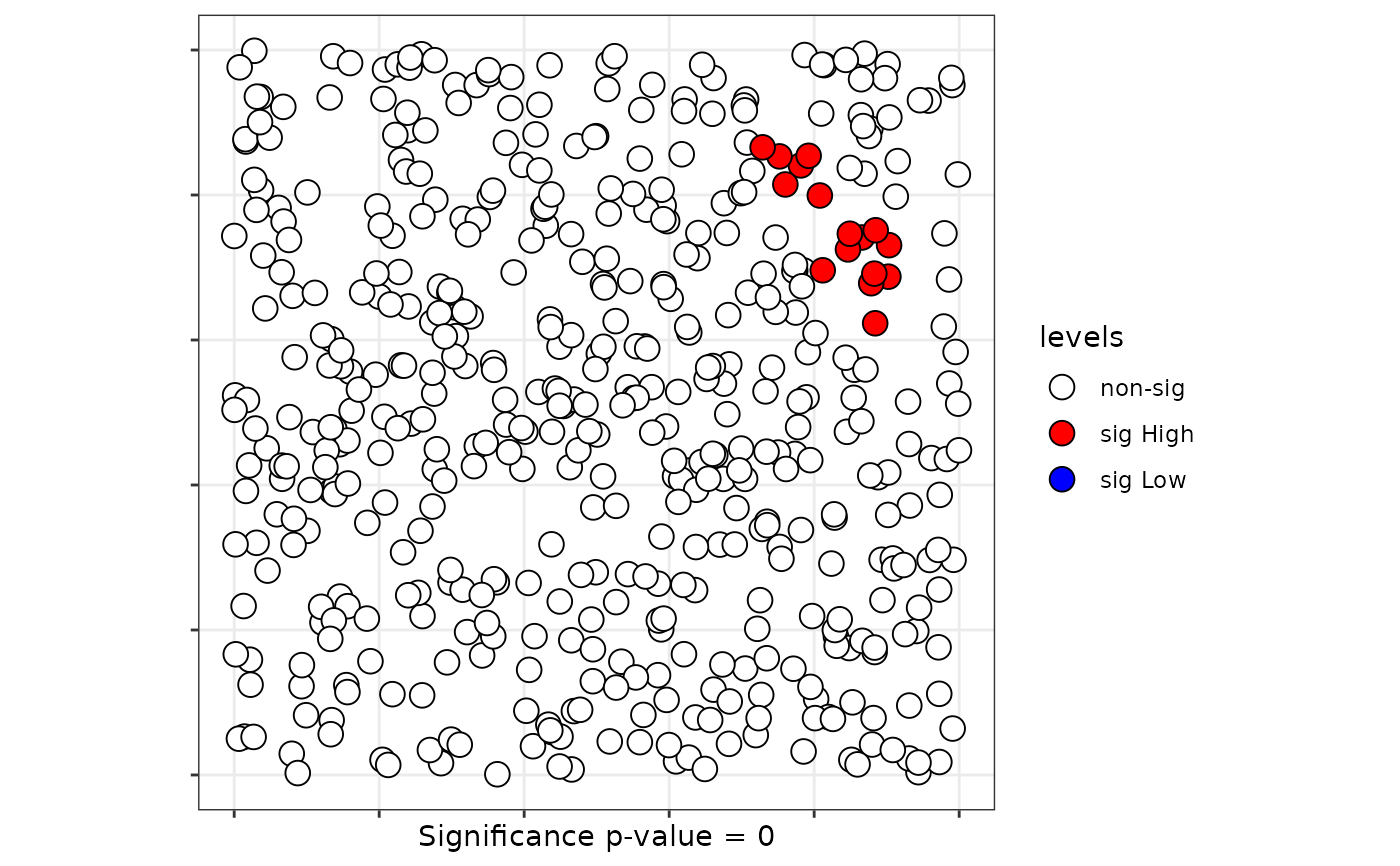 levels
non-sig
sig High
sig Low
Significance p-value = 0